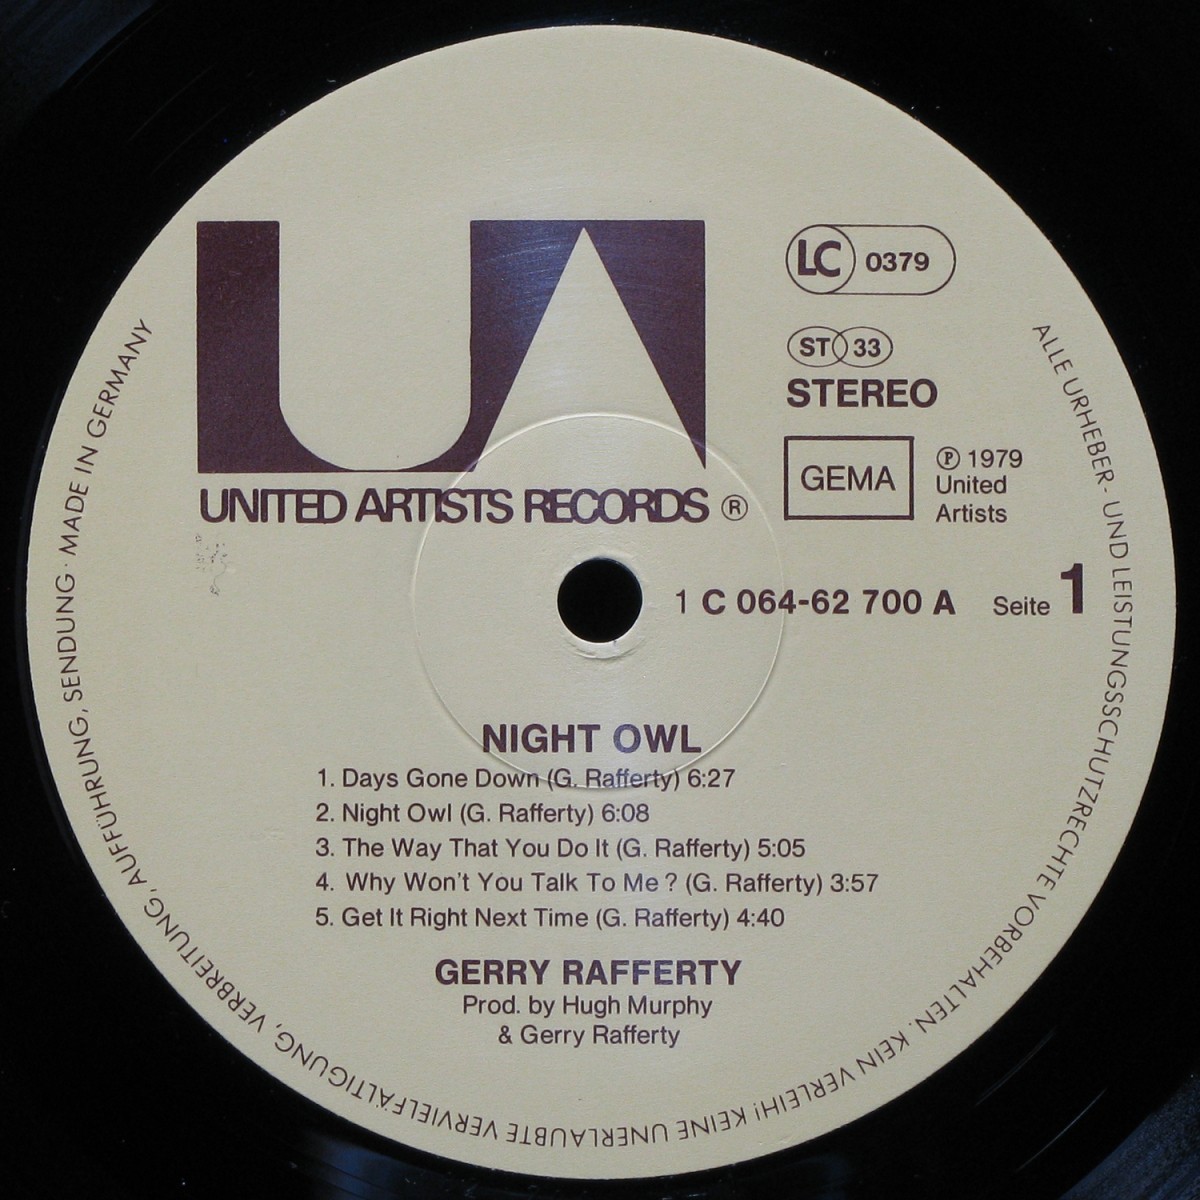 UA
UNITED ARTISTS RECORDS ®
LC 0379
ST 33
STEREO
GEMA
℗ 1979
United
Artists
1 C 064-62 700 A Seite 1
NIGHT OWL
1. Days Gone Down (G. Rafferty) 6:27
2. Night Owl (G. Rafferty) 6:08
3. The Way That You Do It (G. Rafferty) 5:05
4. Why Won't You Talk To Me? (G. Rafferty) 3:57
5. Get It Right Next Time (G. Rafferty) 4:40
GERRY RAFFERTY
Prod. by Hugh Murphy
& Gerry Rafferty
ALLE URHEBER- UND LEISTUNGSSCHUTZRECHTE VORBEHALTEN. KEIN VERLEIH! KEINE UNERLAUBTE VERVIELFÄLTIGUNG, VERBREITUNG, AUFFÜHRUNG, SENDUNG · MADE IN GERMANY